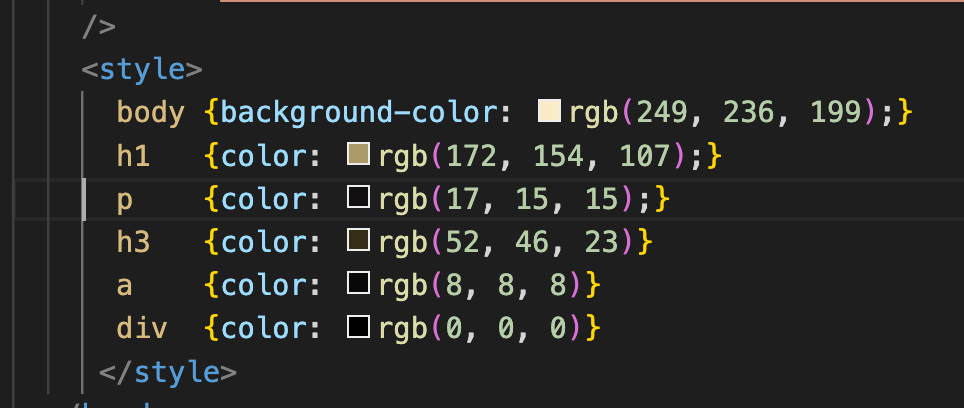 />
<style>
body {background-color: rgb(249, 236, 199);}
h1 {color: rgb(172, 154, 107);}
p {color: rgb(17, 15, 15);}
h3 {color: rgb(52, 46, 23)}
a {color: rgb(8, 8, 8)}
div {color: rgb(0, 0, 0)}
</style>